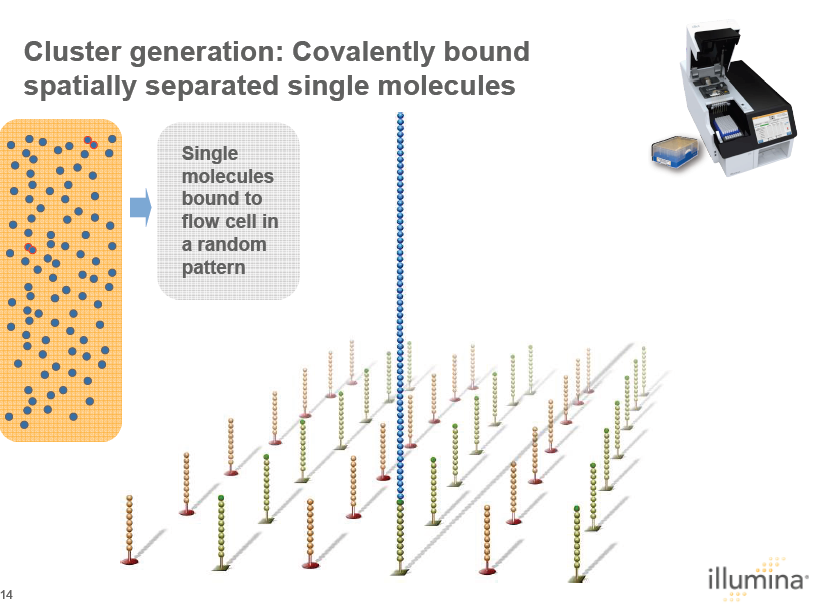 Cluster generation: Covalently bound
spatially separated single molecules
Single
molecules
bound to
flow cell in
a random
pattern
14
illumina®